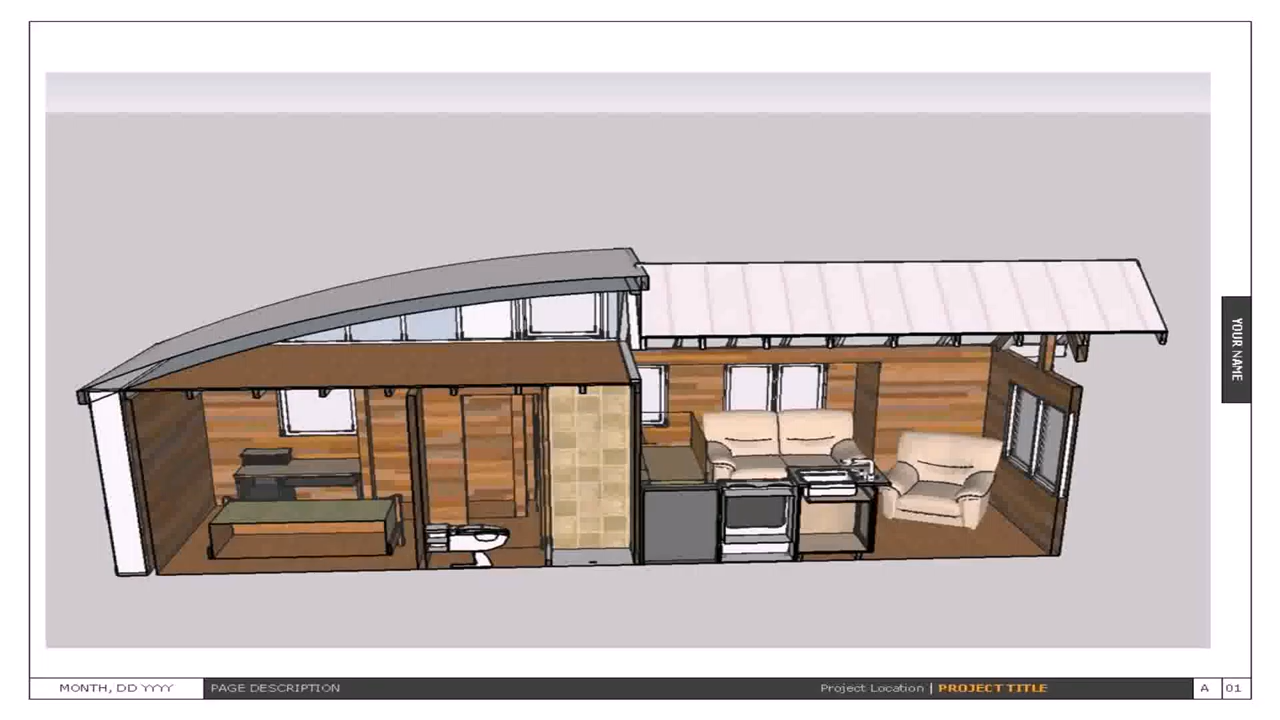 YOUR NAME
MONTH, DD YYYY
PAGE DESCRIPTION
Project Location | PROJECT TITLE
A
01